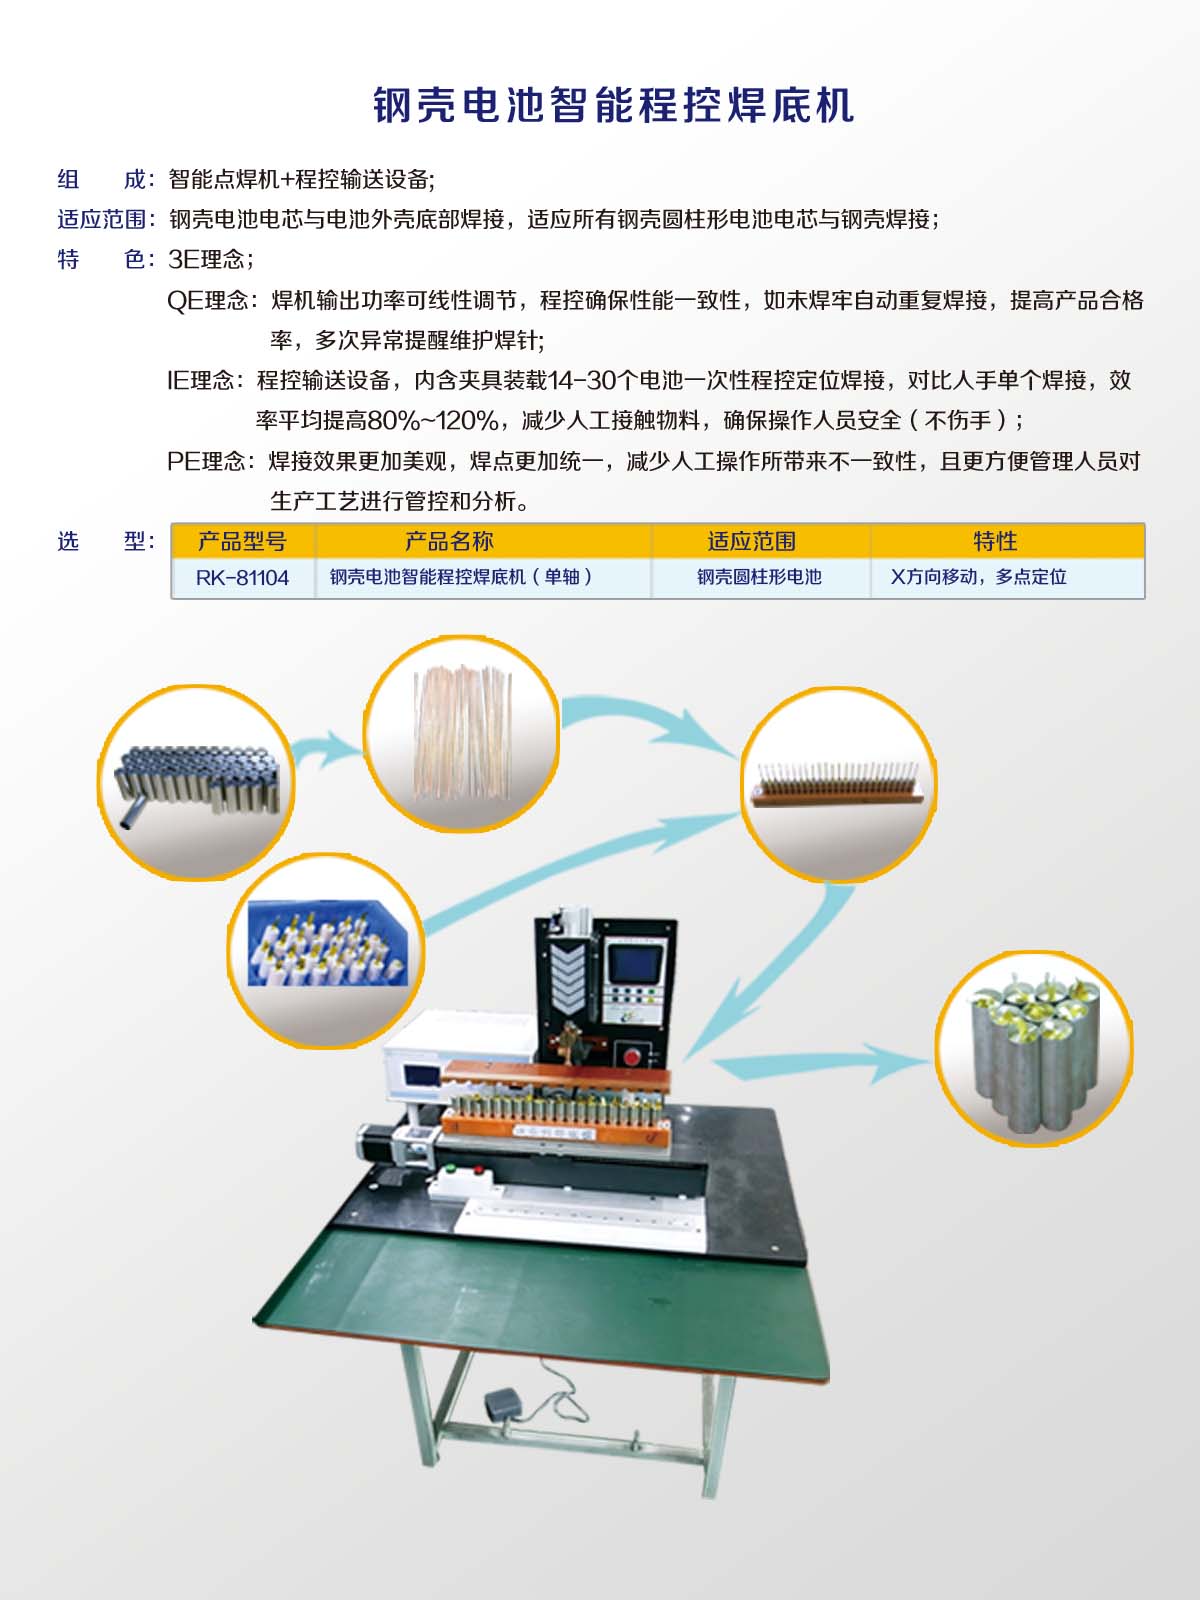 钢壳电池智能程控焊底机
组 成：智能点焊机+程控输送设备;
适应范围：钢壳电池电芯与电池外壳底部焊接，适应所有钢壳圆柱形电池电芯与钢壳焊接；
特 色：3E理念；
QE理念：焊机输出功率可线性调节，程控确保性能一致性，如未焊牢自动重复焊接，提高产品合格
率，多次异常提醒维护焊针;
IE理念：程控输送设备，内含夹具装载14-30个电池一次性程控定位焊接，对比人手单个焊接，效
率平均提高80%~120%，减少人工接触物料，确保操作人员安全（不伤手）；
PE理念：焊接效果更加美观，焊点更加统一，减少人工操作所带来不一致性，且更方便管理人员对
生产工艺进行管控和分析。
选 型：产品型号 产品名称 适应范围 特性
RK-81104 钢壳电池智能程控焊底机（单轴） 钢壳圆柱形电池 X方向移动，多点定位